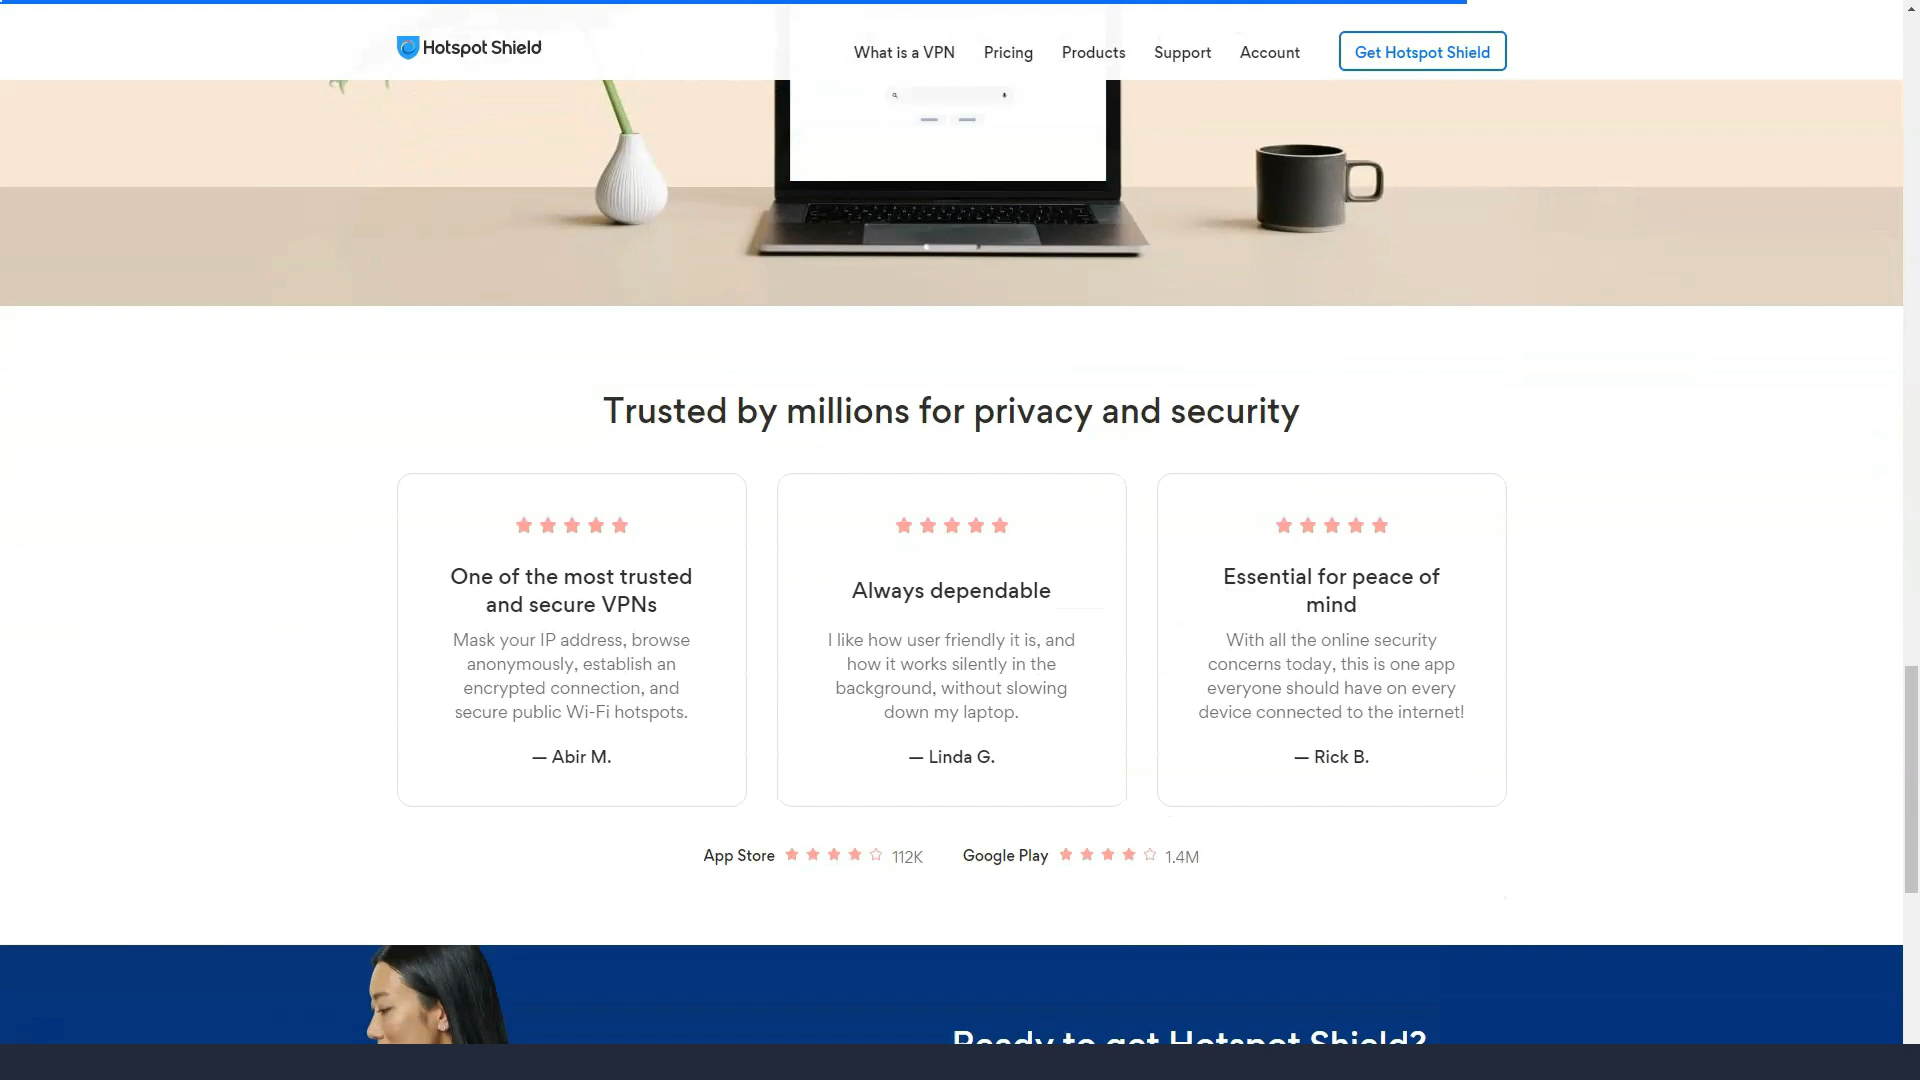 Hotspot Shield
What is a VPN
Pricing
Products
Support
Account
Get Hotspot Shield
Trusted by millions for privacy and security
One of the most trusted
and secure VPNs
Mask your IP address, browse
anonymously, establish an
encrypted connection, and
secure public Wi-Fi hotspots.
— Abir M.
Always dependable
I like how user friendly it is, and
how it works silently in the
background, without slowing
down my laptop.
— Linda G.
Essential for peace of
mind
With all the online security
concerns today, this is one app
everyone should have on every
device connected to the internet!
— Rick B.
App Store 112K
Google Play 1.4M
Ready to get Hotspot Shield?